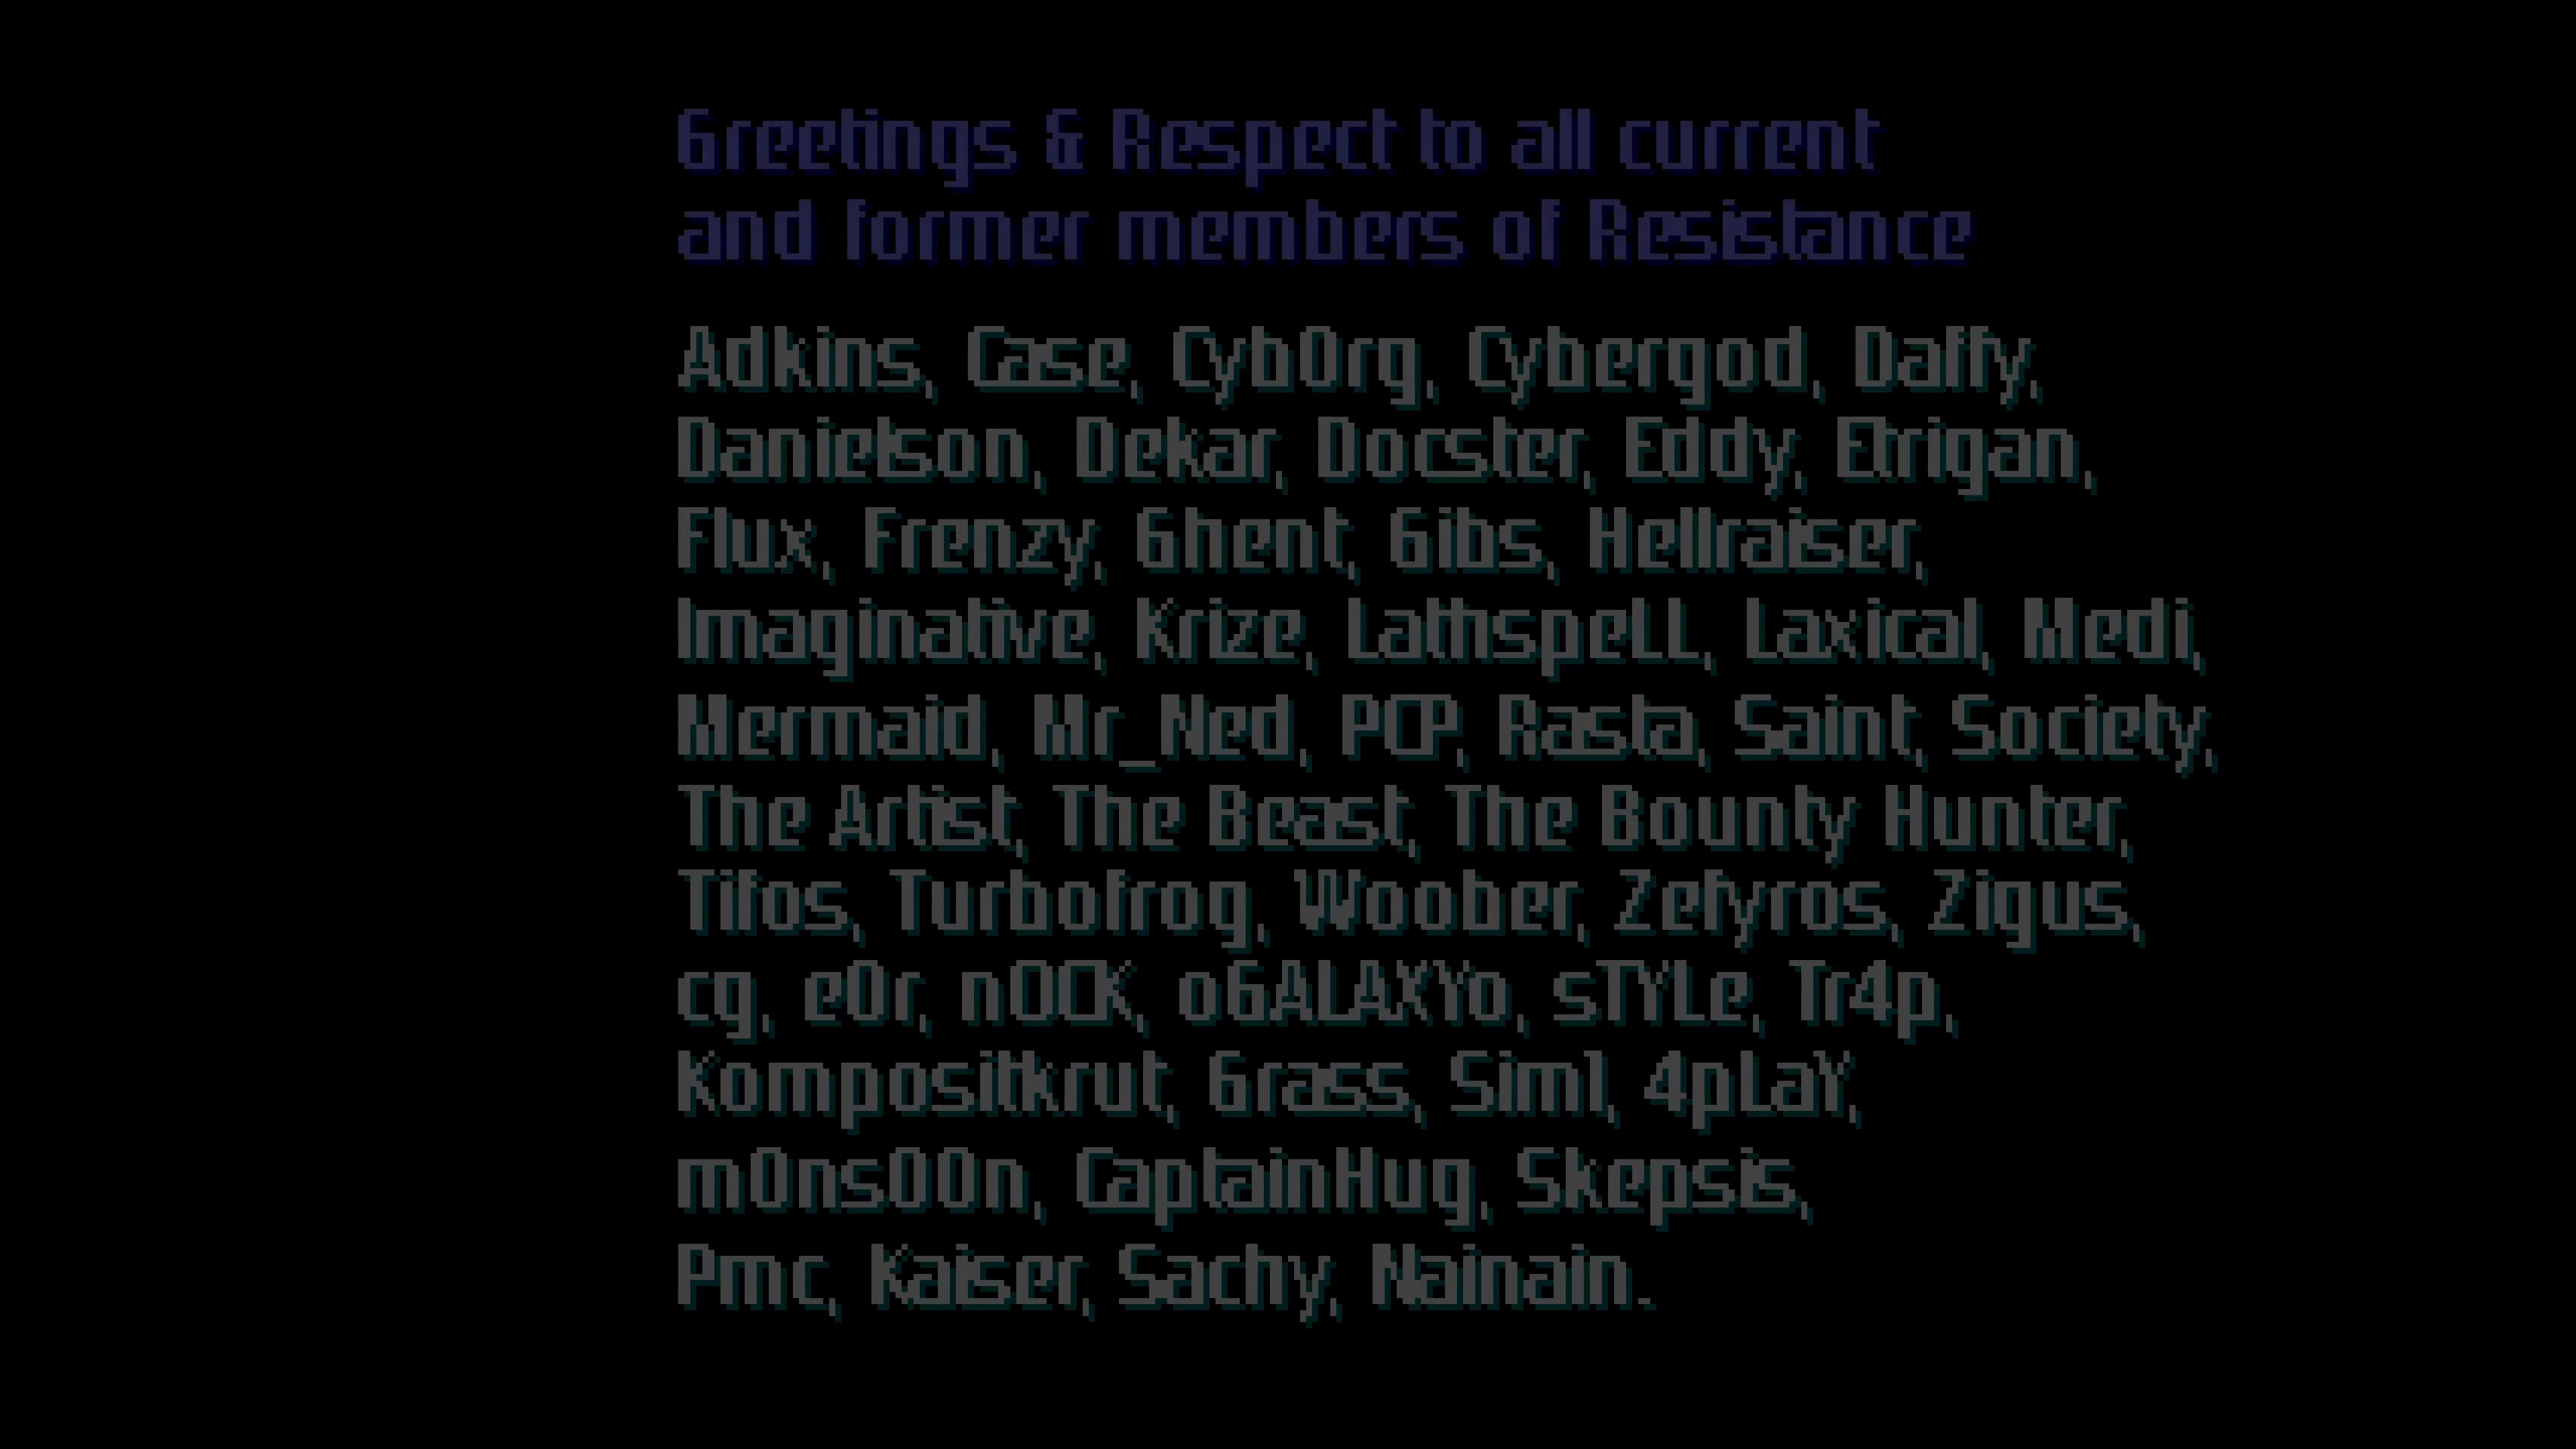 Greetings & Respect to all current
and former members of Resistance
Adkins, Case, Cyb0rg, Cybergod, Daffy,
Danielsson, Dekar, Docster, Eddy, Etrigan,
Flux, Frenzy, Ghent, Gibs, Hellraiser,
Imaginative, Krize, LathspeLL, Laxical, Medi,
Mermaid, Mr_Ned, PCP, Rasta, Saint, Society,
The Artist, The Beast, The Bounty Hunter,
Tifos, Turbofrog, Woober, Zefyros, Zigus,
cg, e0r, n0CK, oGALAXYo, sTYLe, Tr4p,
Kompositkrut, Grass, Sim1, 4pLaY,
m0ns00n, CaptainHug, Skepsis,
Pmc, Kaiser, Sachy, Nainain.